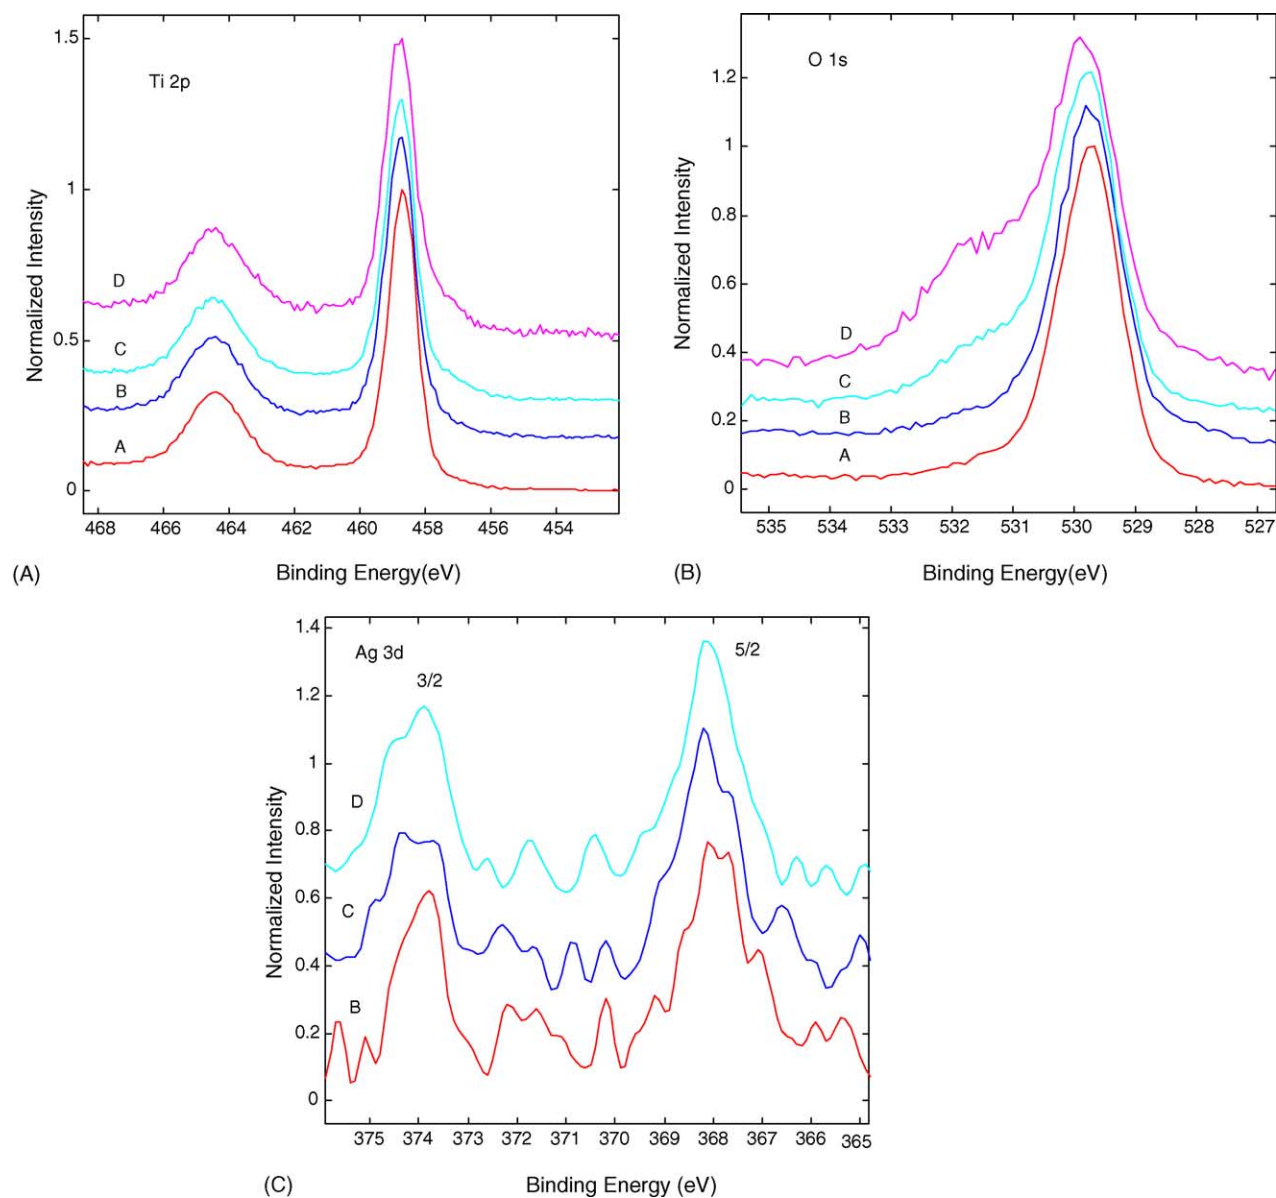 1.5
Ti 2p
1
Normalized Intensity
D
C
0.5
B
A
0
468 466 464 462 460 458 456 454
(A) Binding Energy(eV)
O 1s
1.2
1
0.8
Normalized Intensity
0.6
D
0.4
C
B
0.2
A
0
535 534 533 532 531 530 529 528 527
(B) Binding Energy(eV)
1.4
Ag 3d
5/2
3/2
1.2
1
D
0.8
Normalized Intensity
0.6
C
0.4
B
0.2
0
375 374 373 372 371 370 369 368 367 366 365
(C) Binding Energy (eV)